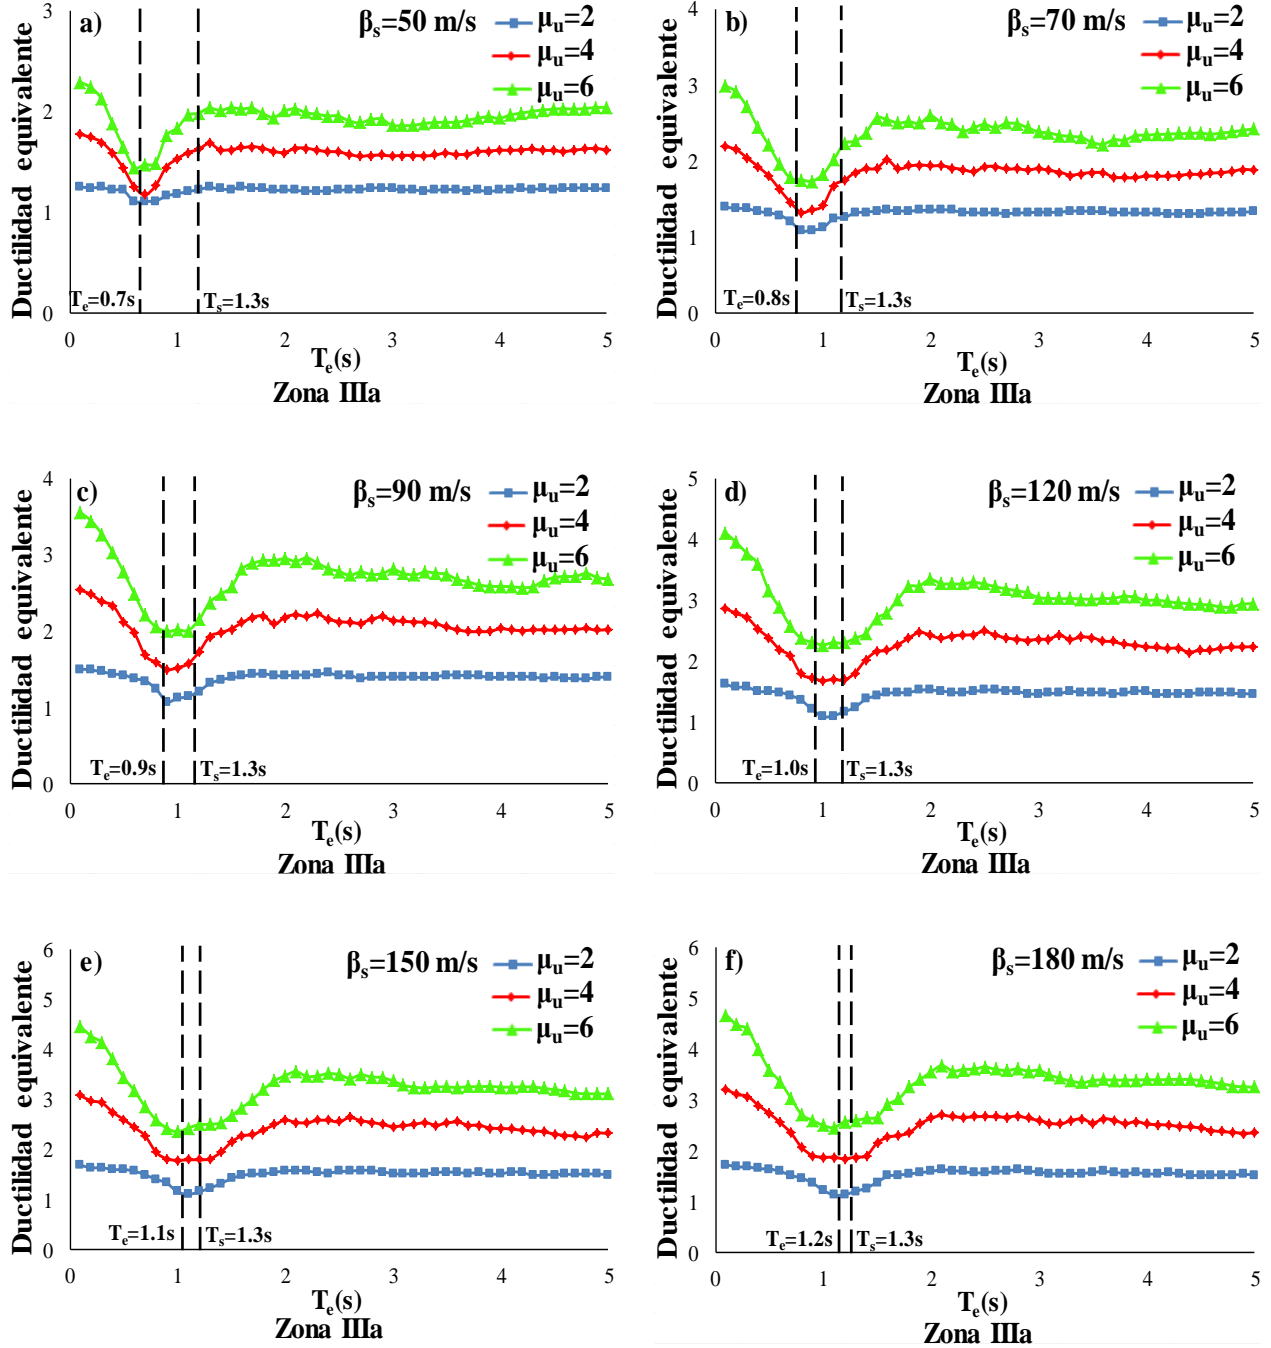 a)
βs=50 m/s
μu=2
μu=4
μu=6
Ductilidad equivalente
3
2
1
0
Te=0.7s
Ts=1.3s
0 1 2 3 4 5
Te(s)
Zona IIIa
b)
βs=70 m/s
μu=2
μu=4
μu=6
Ductilidad equivalente
4
3
2
1
0
Te=0.8s
Ts=1.3s
0 1 2 3 4 5
Te(s)
Zona IIIa
c)
βs=90 m/s
μu=2
μu=4
μu=6
Ductilidad equivalente
4
3
2
1
0
Te=0.9s
Ts=1.3s
0 1 2 3 4 5
Te(s)
Zona IIIa
d)
βs=120 m/s
μu=2
μu=4
μu=6
Ductilidad equivalente
5
4
3
2
1
0
Te=1.0s
Ts=1.3s
0 1 2 3 4 5
Te(s)
Zona IIIa
e)
βs=150 m/s
μu=2
μu=4
μu=6
Ductilidad equivalente
6
5
4
3
2
1
0
Te=1.1s
Ts=1.3s
0 1 2 3 4 5
Te(s)
Zona IIIa
f)
βs=180 m/s
μu=2
μu=4
μu=6
Ductilidad equivalente
6
5
4
3
2
1
0
Te=1.2s
Ts=1.3s
0 1 2 3 4 5
Te(s)
Zona IIIa